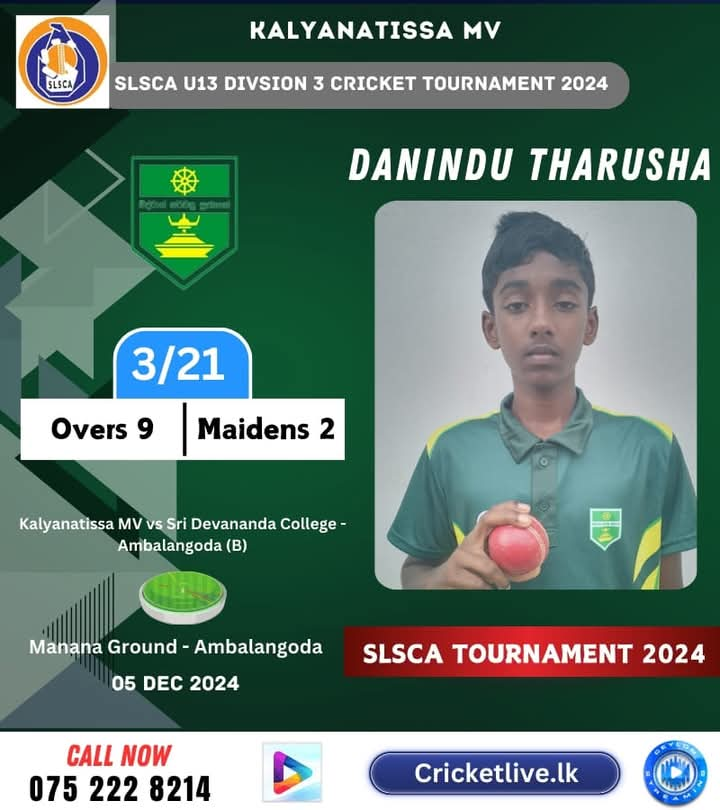 KALYANATISSA MV
SLSCA
SLSCA U13 DIVSION 3 CRICKET TOURNAMENT 2024
DANINDU THARUSHA
3/21
Overs 9 Maidens 2
Kalyanatissa MV vs Sri Devananda College -
Ambalangoda (B)
Manana Ground - Ambalangoda
05 DEC 2024
SLSCA TOURNAMENT 2024
CALL NOW
075 222 8214
Cricketlive.lk
CEYLON
STREAMING